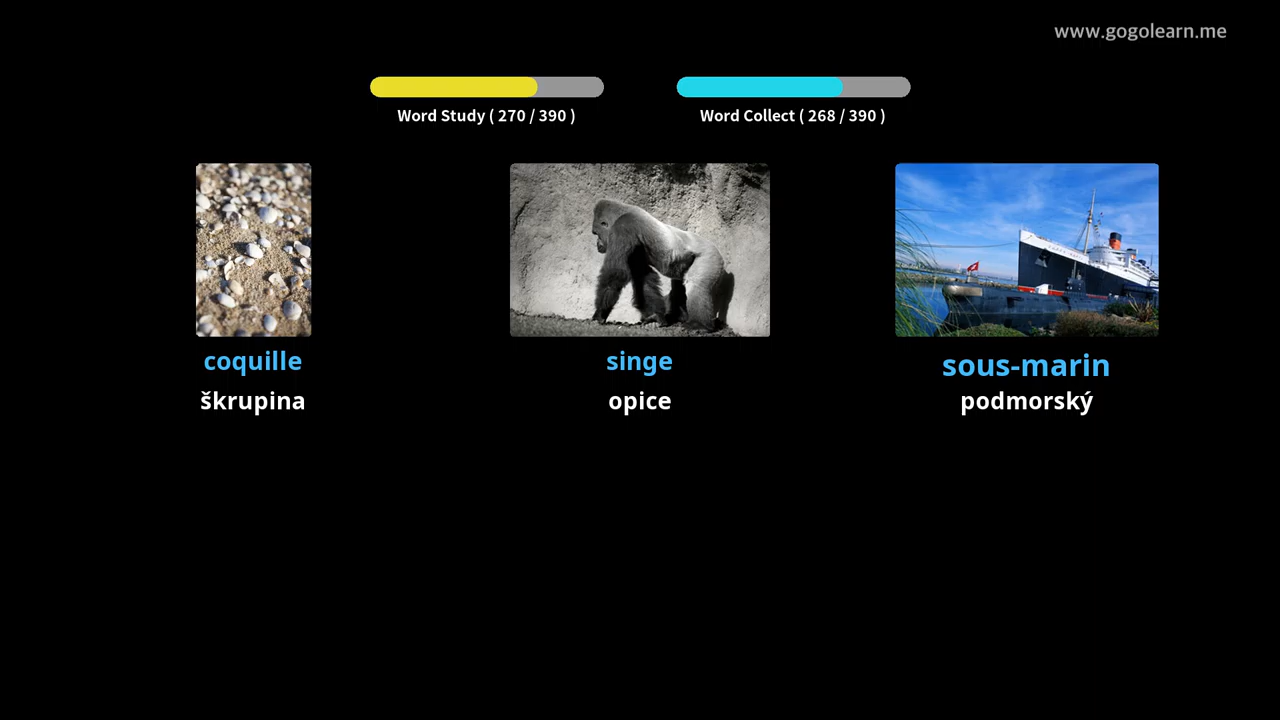 www.gogolearn.me
Word Study ( 270 / 390 )
Word Collect ( 268 / 390 )
coquille
škrupina
singe
opice
sous-marin
podmorský